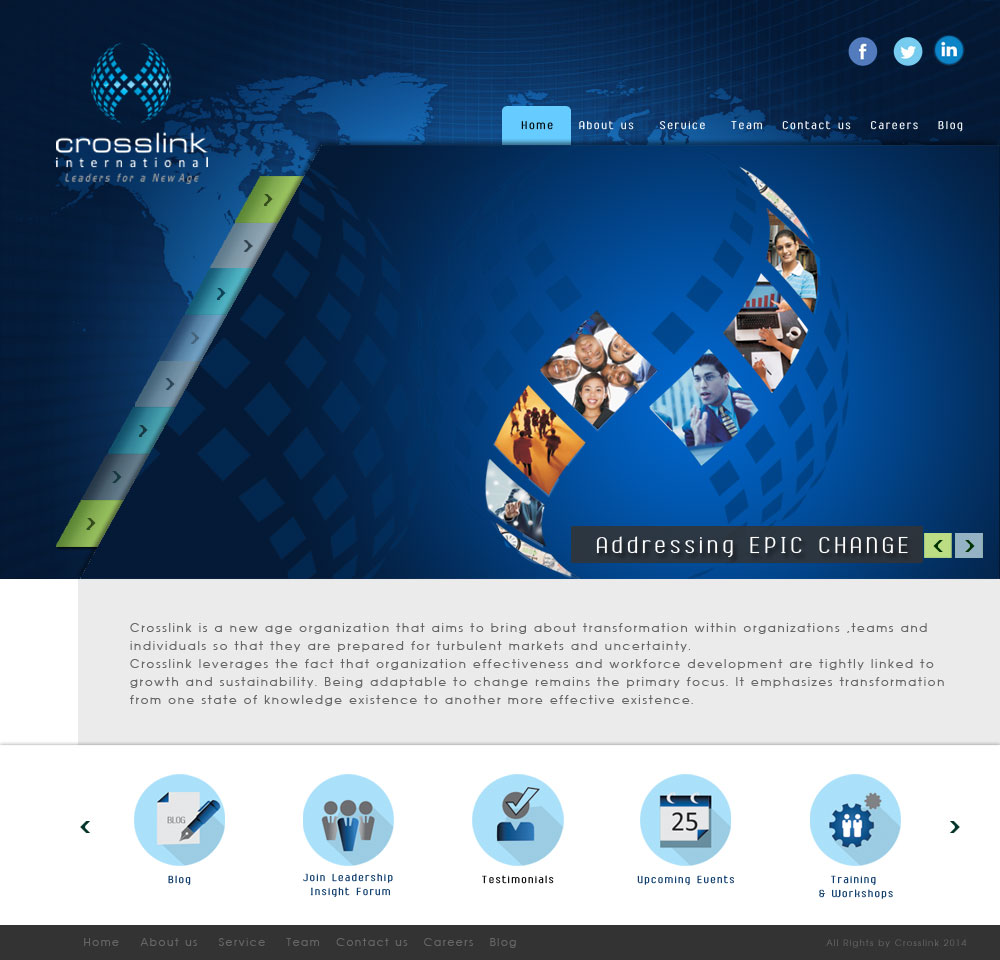 crosslink
international
Leaders for a New Age
f
in
Home About us Service Team Contact us Careers Blog
Addressing EPIC CHANGE
Crosslink is a new age organization that aims to bring about transformation within organizations ,teams and
individuals so that they are prepared for turbulent markets and uncertainty.
Crosslink leverages the fact that organization effectiveness and workforce development are tightly linked to
growth and sustainability. Being adaptable to change remains the primary focus. It emphasizes transformation
from one state of knowledge existence to another more effective existence.
BLOG
25
Blog
Join Leadership
Insight Forum
Testimonials
Upcoming Events
Training
& Workshops
Home About us Service Team Contact us Careers Blog
All Rights by Crosslink 2014